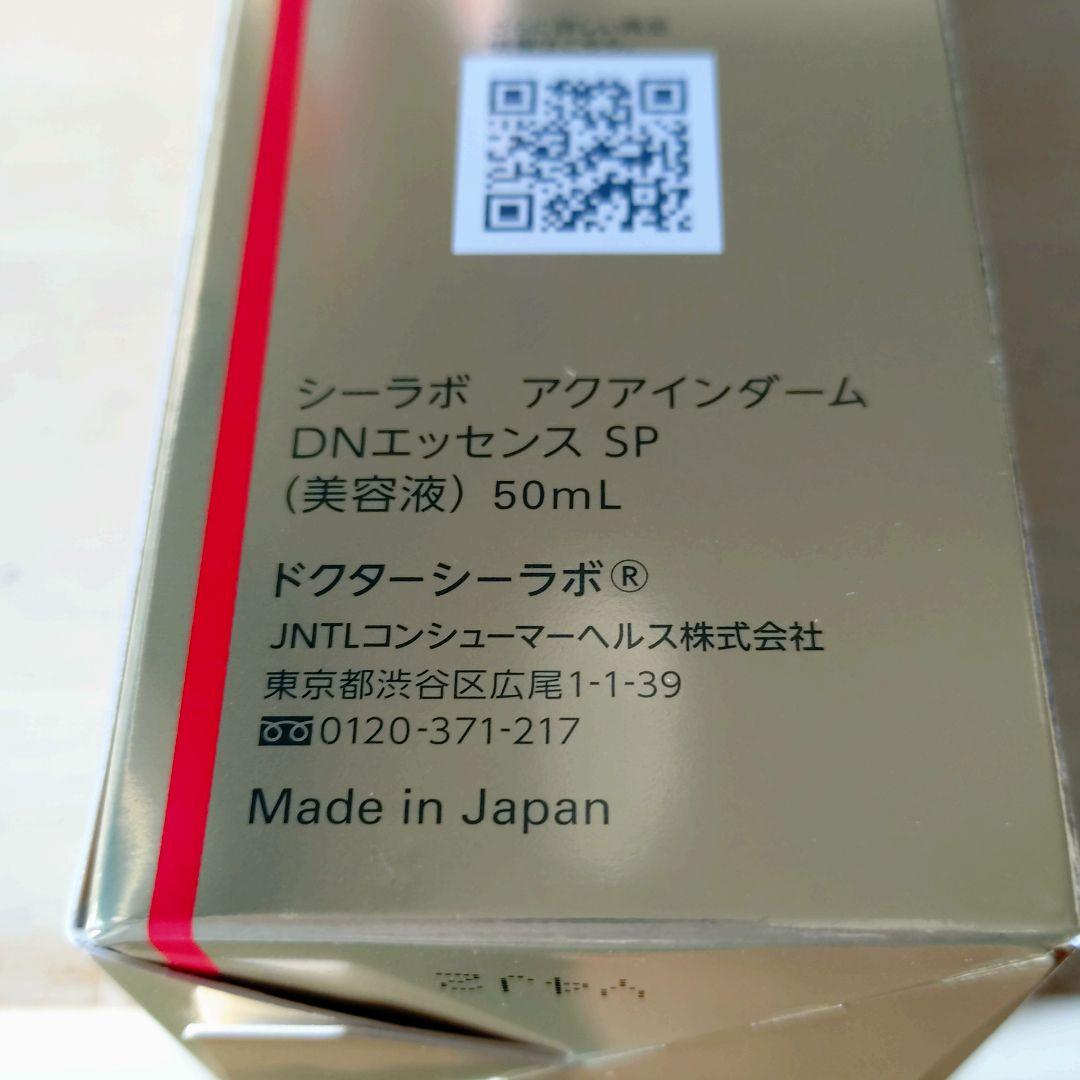 シーラボ　アクアインダーム
DNエッセンス SP
（美容液）50mL
ドクターシーラボ®
JNTLコンシューマーヘルス株式会社
東京都渋谷区広尾1-1-39
0120-371-217
Made in Japan